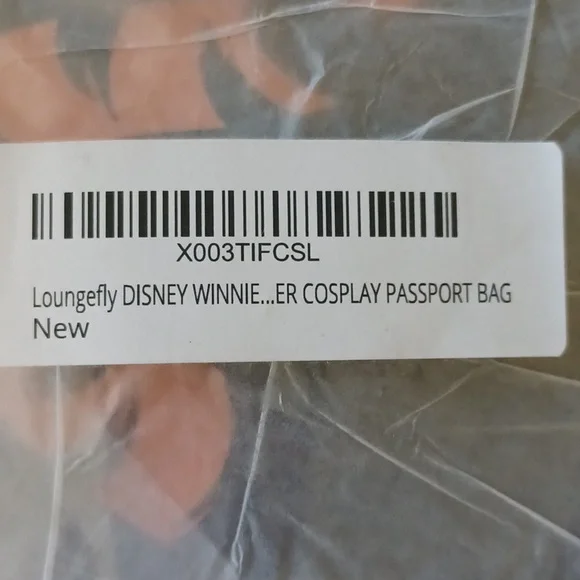 X003TIFCSL
Loungefly DISNEY WINNIE...ER COSPLAY PASSPORT BAG
New